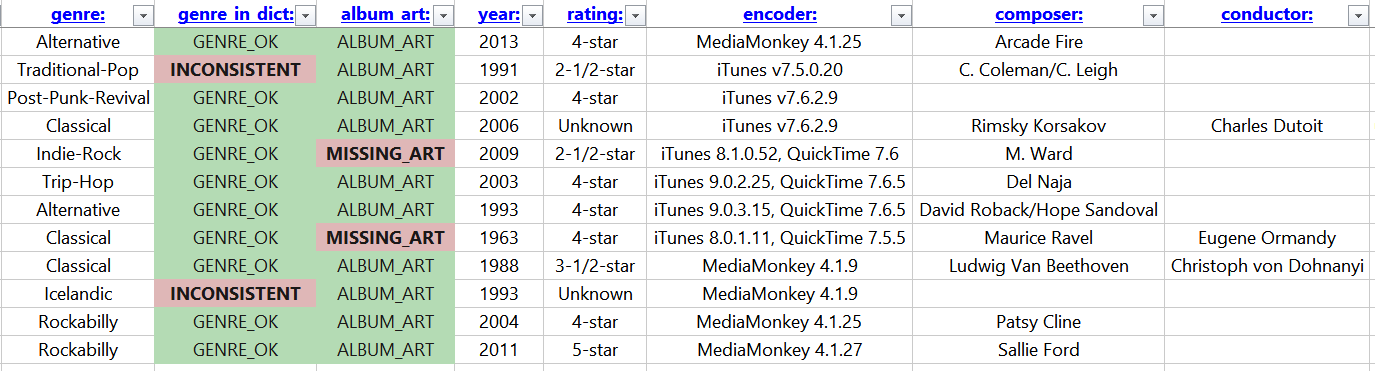 genre: genre_in_dict: album_art: year: rating: encoder: composer: conductor:
Alternative GENRE_OK ALBUM_ART 2013 4-star MediaMonkey 4.1.25 Arcade Fire
Traditional-Pop INCONSISTENT ALBUM_ART 1991 2-1/2-star iTunes v7.5.0.20 C. Coleman/C. Leigh
Post-Punk-Revival GENRE_OK ALBUM_ART 2002 4-star iTunes v7.6.2.9
Classical GENRE_OK ALBUM_ART 2006 Unknown iTunes v7.6.2.9 Rimsky Korsakov Charles Dutoit
Indie-Rock GENRE_OK MISSING_ART 2009 2-1/2-star iTunes 8.1.0.52, QuickTime 7.6 M. Ward
Trip-Hop GENRE_OK ALBUM_ART 2003 4-star iTunes 9.0.2.25, QuickTime 7.6.5 Del Naja
Alternative GENRE_OK ALBUM_ART 1993 4-star iTunes 9.0.3.15, QuickTime 7.6.5 David Roback/Hope Sandoval
Classical GENRE_OK MISSING_ART 1963 4-star iTunes 8.0.1.11, QuickTime 7.5.5 Maurice Ravel Eugene Ormandy
Classical GENRE_OK ALBUM_ART 1988 3-1/2-star MediaMonkey 4.1.9 Ludwig Van Beethoven Christoph von Dohnanyi
Icelandic INCONSISTENT ALBUM_ART 1993 Unknown MediaMonkey 4.1.9
Rockabilly GENRE_OK ALBUM_ART 2004 4-star MediaMonkey 4.1.25 Patsy Cline
Rockabilly GENRE_OK ALBUM_ART 2011 5-star MediaMonkey 4.1.27 Sallie Ford